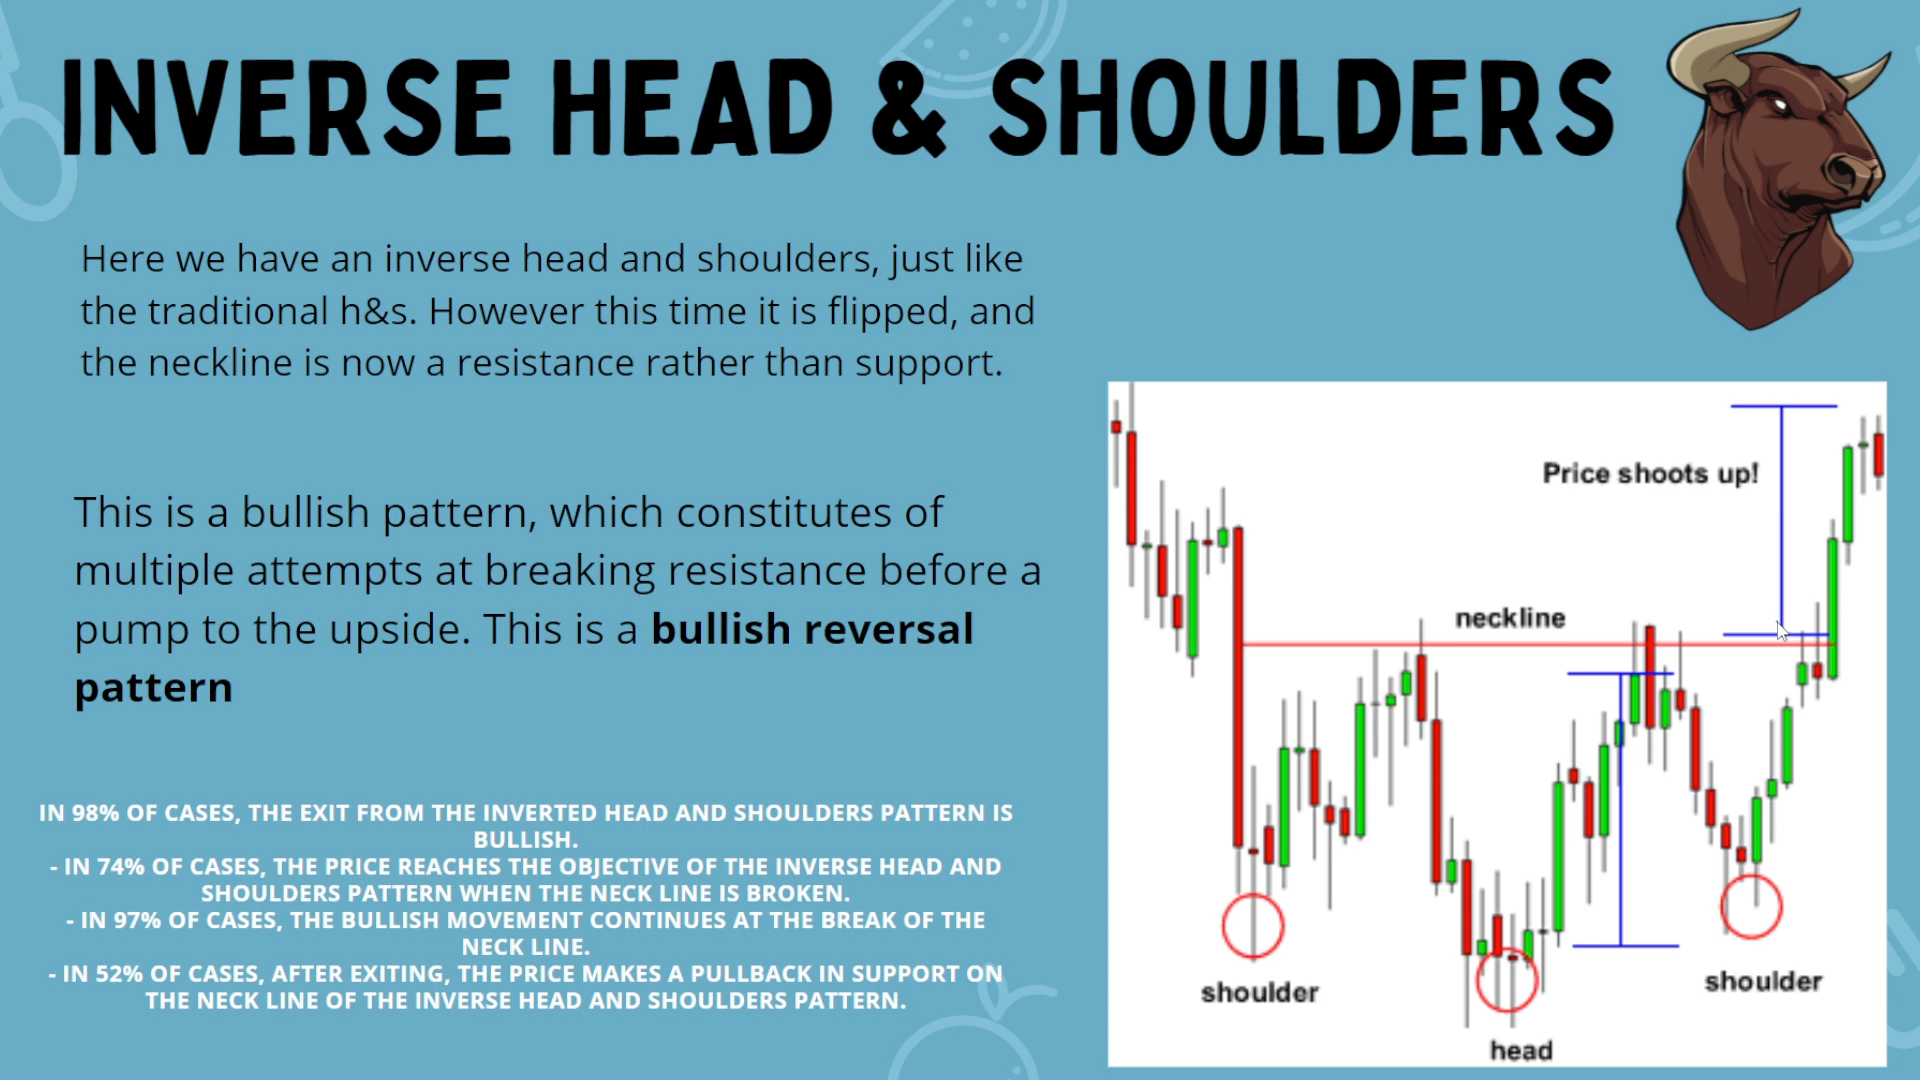 INVERSE HEAD & SHOULDERS
Here we have an inverse head and shoulders, just like
the traditional h&s. However this time it is flipped, and
the neckline is now a resistance rather than support.
This is a bullish pattern, which constitutes of
multiple attempts at breaking resistance before a
pump to the upside. This is a bullish reversal
pattern
IN 98% OF CASES, THE EXIT FROM THE INVERTED HEAD AND SHOULDERS PATTERN IS
BULLISH.
- IN 74% OF CASES, THE PRICE REACHES THE OBJECTIVE OF THE INVERSE HEAD AND
SHOULDERS PATTERN WHEN THE NECK LINE IS BROKEN.
- IN 97% OF CASES, THE BULLISH MOVEMENT CONTINUES AT THE BREAK OF THE
NECK LINE.
- IN 52% OF CASES, AFTER EXITING, THE PRICE MAKES A PULLBACK IN SUPPORT ON
THE NECK LINE OF THE INVERSE HEAD AND SHOULDERS PATTERN.
Price shoots up!
neckline
shoulder
head
shoulder